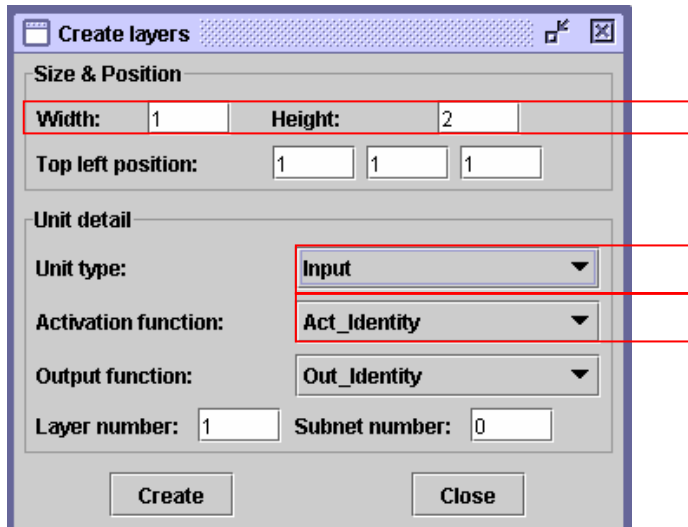 Create layers
Size & Position
Width: 1 Height: 2
Top left position: 1 1 1
Unit detail
Unit type: Input
Activation function: Act_Identity
Output function: Out_Identity
Layer number: 1 Subnet number: 0
Create Close